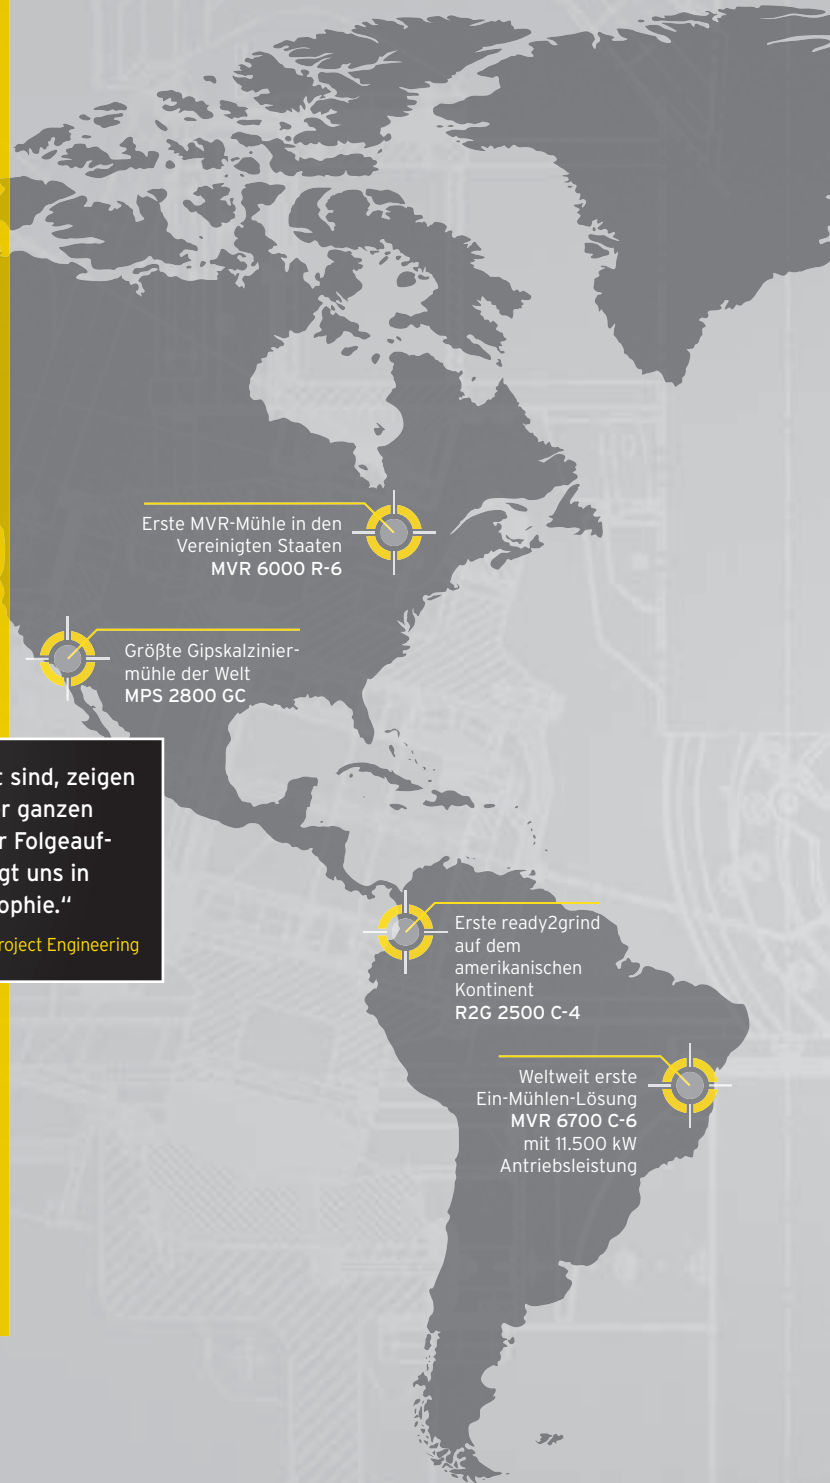 Erste MVR-Mühle in den
Vereinigten Staaten
MVR 6000 R-6
Größte Gipskalzinier-
mühle der Welt
MPS 2800 GC
t sind, zeigen
r ganzen
r Folgeauf-
gt uns in
ophie.“
roject Engineering
Erste ready2grind
auf dem
amerikanischen
Kontinent
R2G 2500 C-4
Weltweit erste
Ein-Mühlen-Lösung
MVR 6700 C-6
mit 11.500 kW
Antriebsleistung